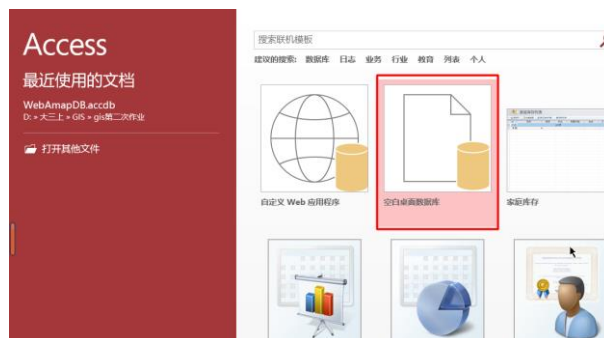 Access
最近使用的文档
WebAmapDB.accdb
D: » 大三上 » GIS » gis第二次作业
打开其他文件
搜索联机模板
建议的搜索: 数据库 日志 业务 行业 教育 列表 个人
自定义 Web 应用程序
空白桌面数据库
家庭库存